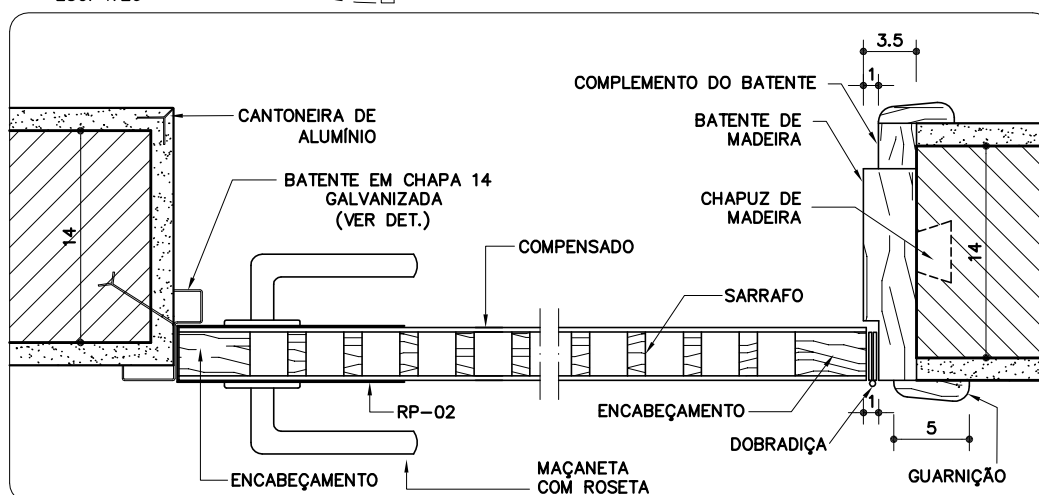 3.5
1
COMPLEMENTO DO BATENTE
CANTONEIRA DE
ALUMÍNIO
BATENTE DE
MADEIRA
BATENTE EM CHAPA 14
GALVANIZADA
(VER DET.)
CHAPUZ DE
MADEIRA
14
COMPENSADO
14
SARRAFO
RP-02
ENCABEÇAMENTO
1
DOBRADIÇA
5
ENCABEÇAMENTO
MAÇANETA
COM ROSETA
GUARNIÇÃO